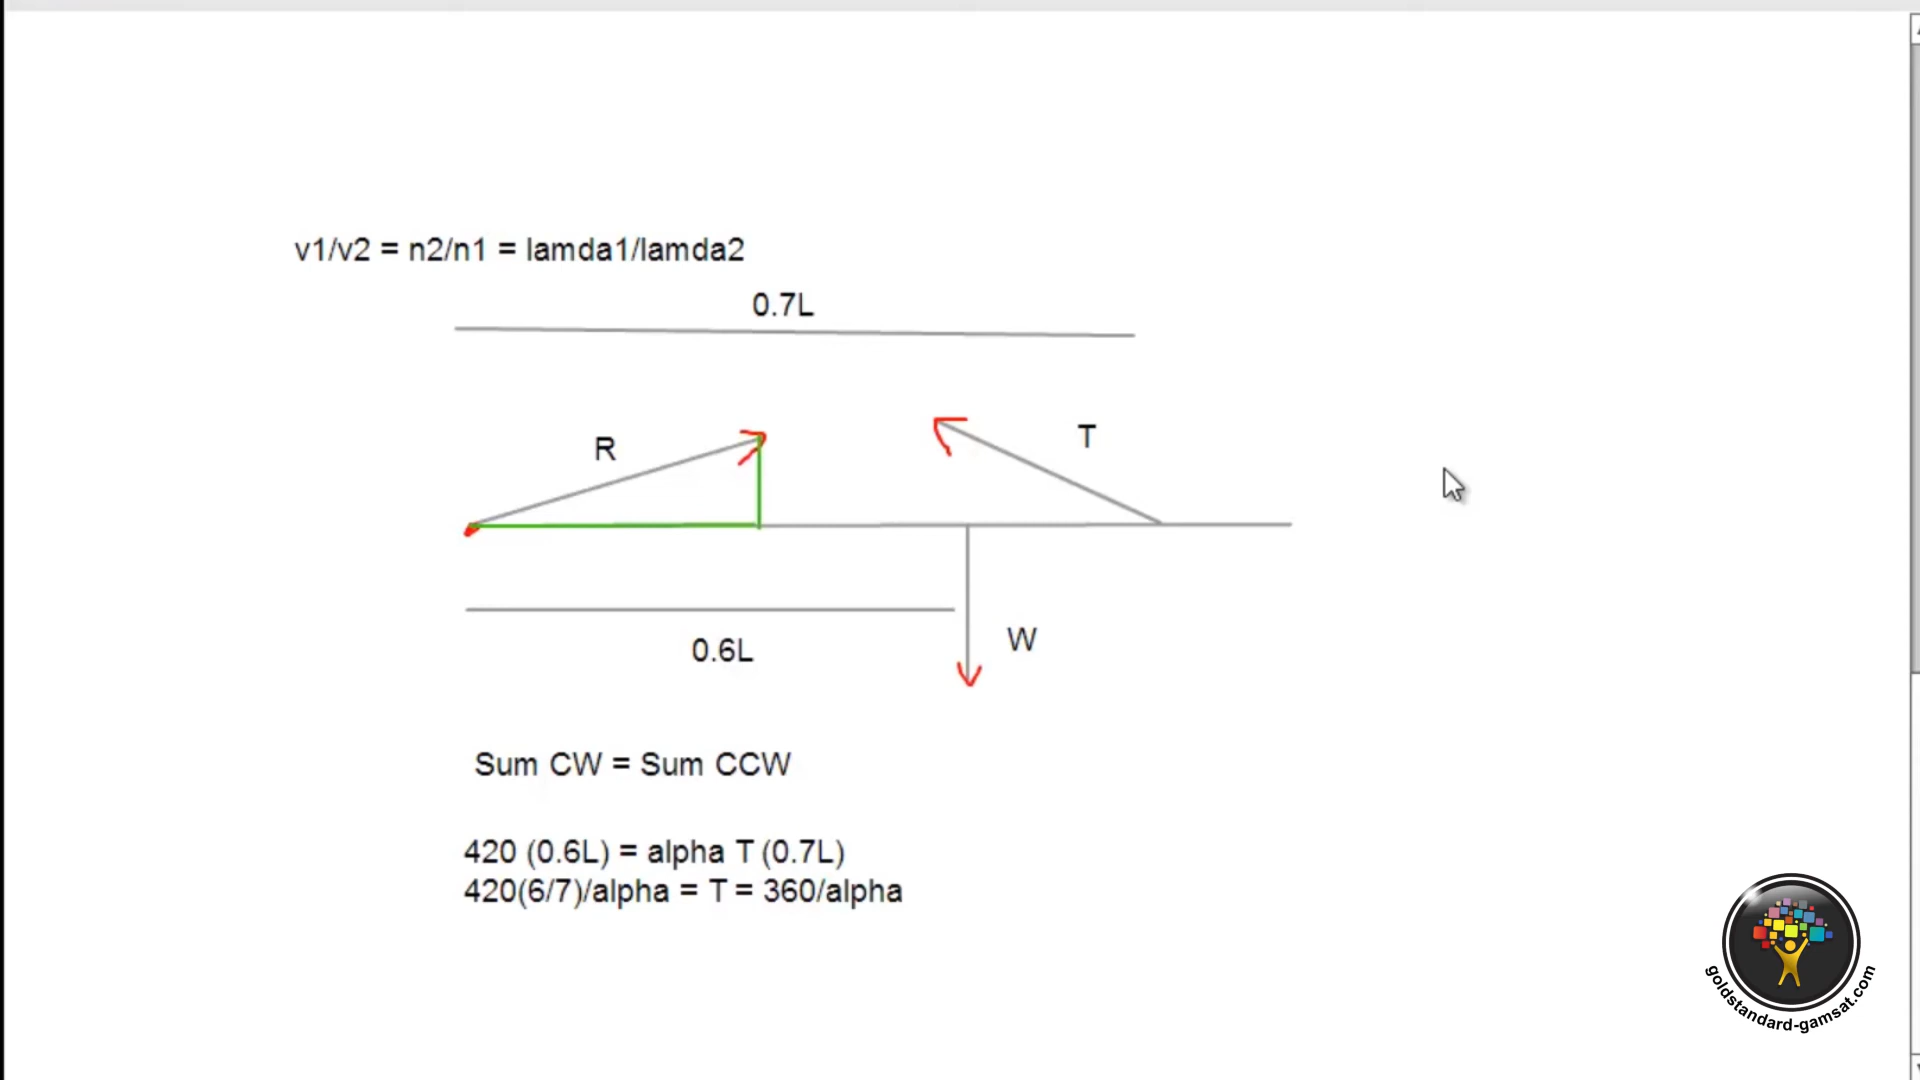 v1/v2 = n2/n1 = lamda1/lamda2
0.7L
R
T
0.6L
W
Sum CW = Sum CCW
420 (0.6L) = alpha T (0.7L)
420(6/7)/alpha = T = 360/alpha
goldstandard-gamsat.com